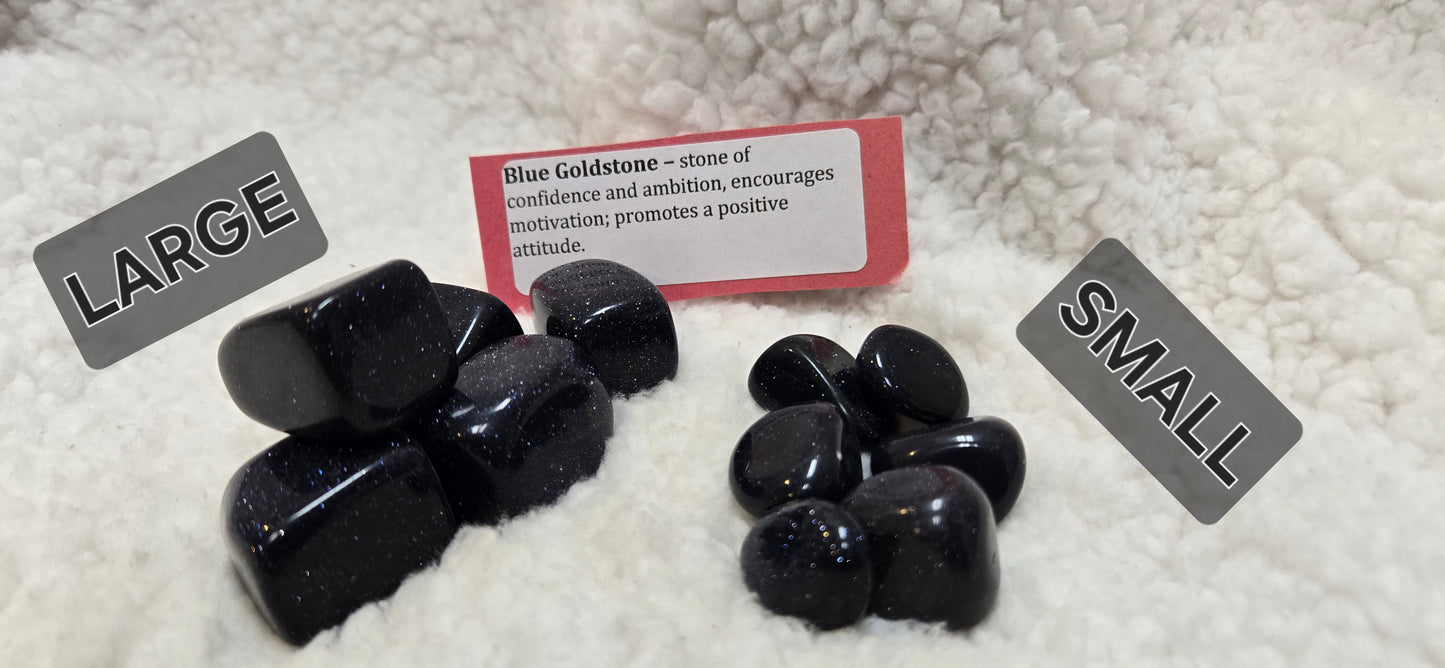 LARGE
Blue Goldstone – stone of
confidence and ambition, encourages
motivation; promotes a positive
attitude.
SMALL